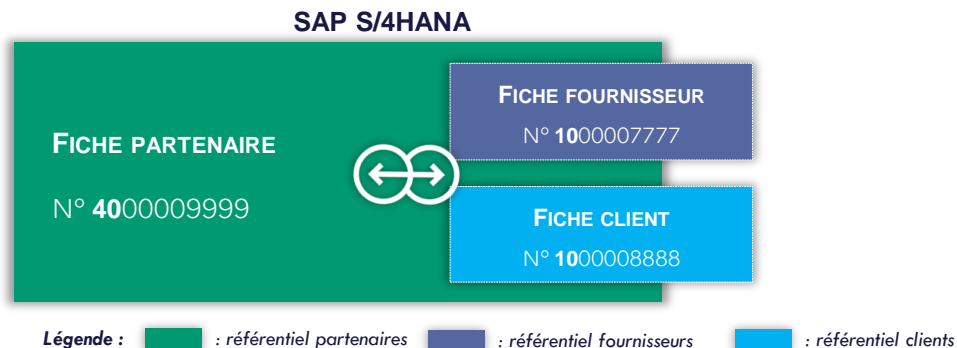 SAP S/4HANA
FICHE PARTENAIRE
N° 4000009999
FICHE FOURNISSEUR
N° 1000007777
FICHE CLIENT
N° 1000008888
Légende : : référentiel partenaires : référentiel fournisseurs : référentiel clients